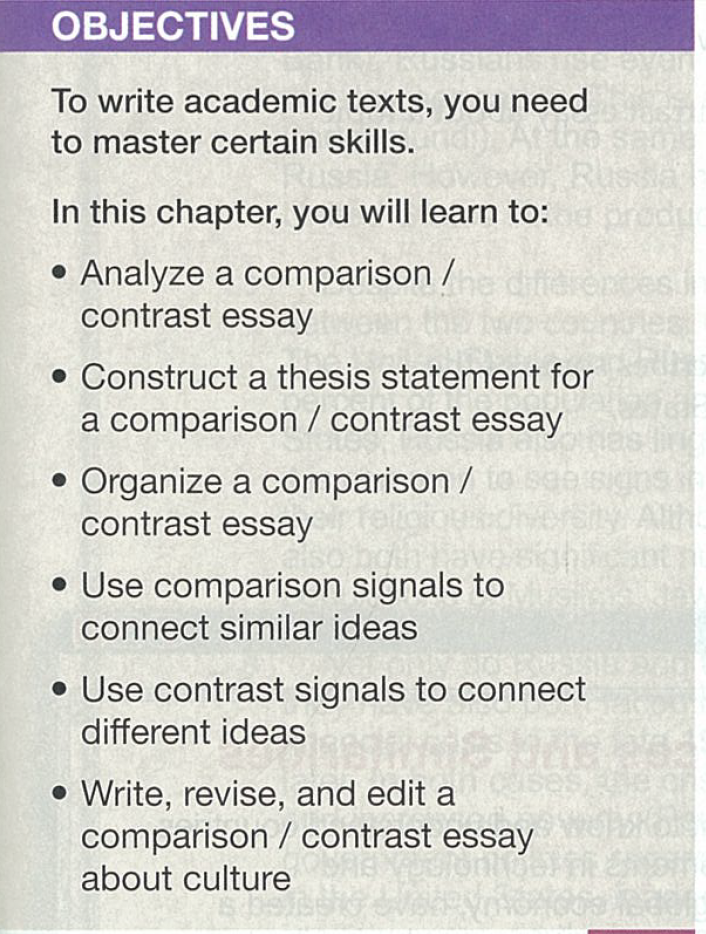 OBJECTIVES
To write academic texts, you need
to master certain skills.
In this chapter, you will learn to:
• Analyze a comparison /
contrast essay
• Construct a thesis statement for
a comparison / contrast essay
• Organize a comparison /
contrast essay
• Use comparison signals to
connect similar ideas
• Use contrast signals to connect
different ideas
• Write, revise, and edit a
comparison / contrast essay
about culture